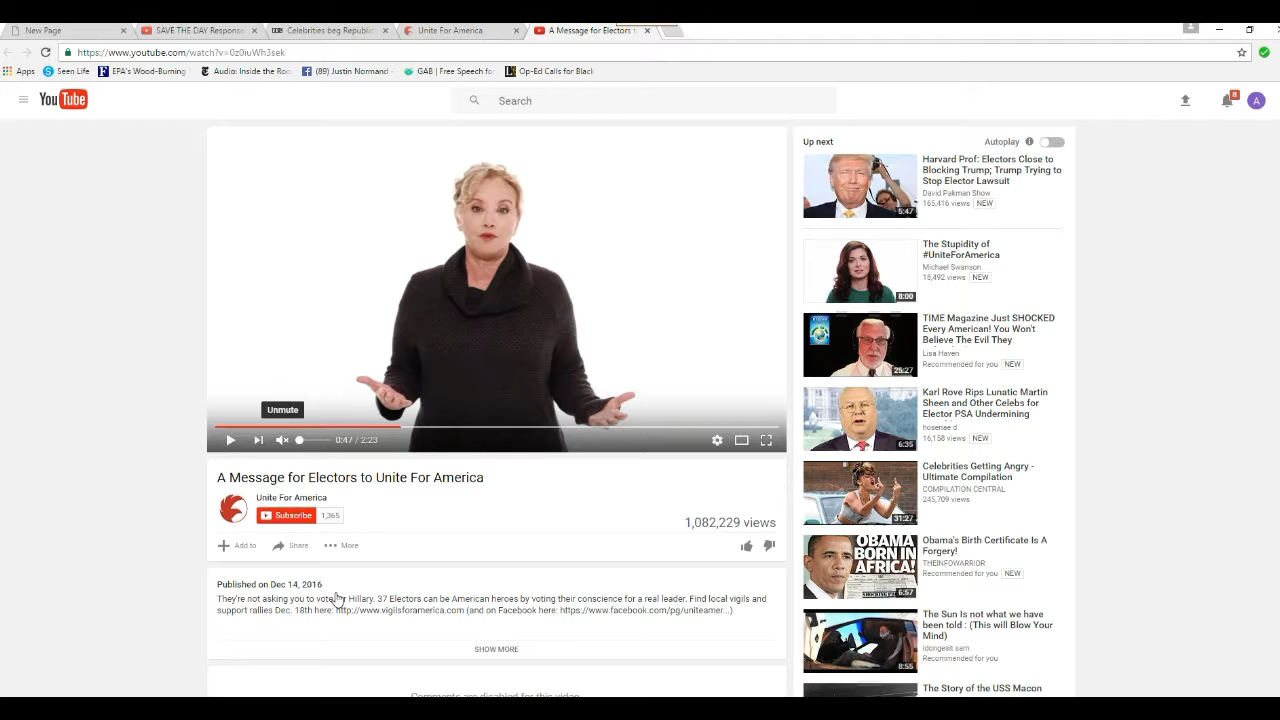 New Page
SAVE THE DAY Response
Celebrities beg Republic
Unite For America
A Message for Electors t
https://www.youtube.com/watch?v=0z0iuWh3sek
Apps
Seen Life
EPA's Wood-Burning
Audio: Inside the Roo
(89) Justin Normand -
GAB | Free Speech fo
Op-Ed Calls for Black
YouTube
Search
8
A
Unmute
0:47 / 2:23
A Message for Electors to Unite For America
Unite For America
Subscribe 1,365
1,082,229 views
Add to
Share
More
Published on Dec 14, 2016
They're not asking you to vote Hillary. 37 Electors can be American heroes by voting their conscience for a real leader. Find local vigils and
support rallies Dec. 18th here: http://www.vigilsforamerica.com (and on Facebook here: https://www.facebook.com/pg/uniteamer...)
SHOW MORE
Comments are disabled for this video.
Up next
Autoplay
Harvard Prof: Electors Close to
Blocking Trump; Trump Trying to
Stop Elector Lawsuit
David Pakman Show
165,416 views NEW
5:47
The Stupidity of
#UniteForAmerica
Michael Swanson
18,492 views NEW
8:00
TIME Magazine Just SHOCKED
Every American! You Won't
Believe The Evil They
Lisa Haven
Recommended for you NEW
25:27
Karl Rove Rips Lunatic Martin
Sheen and Other Celebs for
Elector PSA Undermining
hosenae d
16,158 views NEW
6:35
Celebrities Getting Angry -
Ultimate Compilation
COMPILATION CENTRAL
245,709 views
31:27
OBAMA
BORN IN
AFRICA!
Obama's Birth Certificate Is A
Forgery!
THEINFOWARRIOR
Recommended for you NEW
6:57
The Sun Is not what we have
been told : (This will Blow Your
Mind)
idongesit sam
Recommended for you
8:55
The Story of the USS Macon